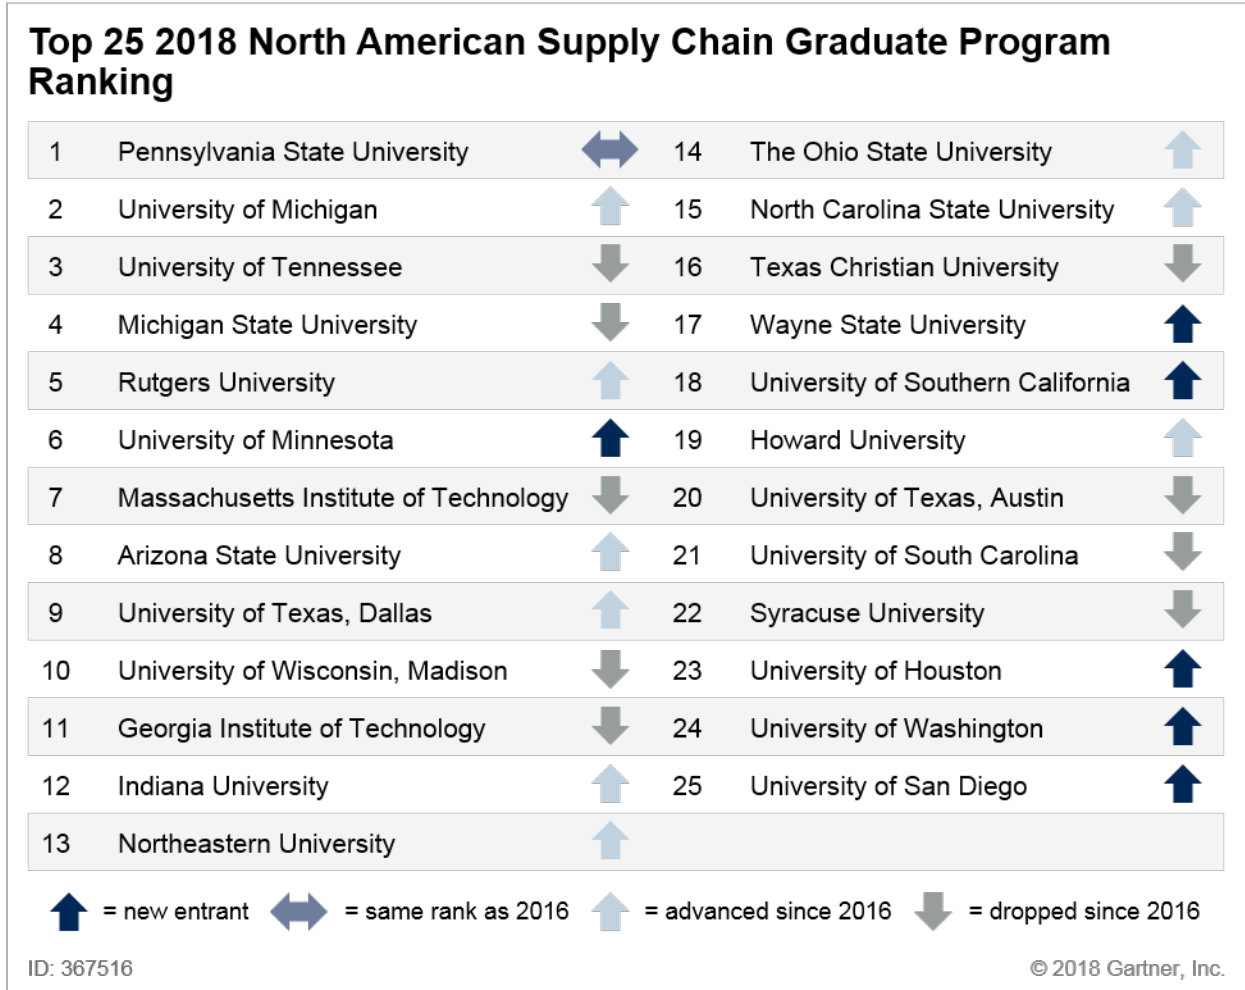 Top 25 2018 North American Supply Chain Graduate Program
Ranking
1 Pennsylvania State University
2 University of Michigan
3 University of Tennessee
4 Michigan State University
5 Rutgers University
6 University of Minnesota
7 Massachusetts Institute of Technology
8 Arizona State University
9 University of Texas, Dallas
10 University of Wisconsin, Madison
11 Georgia Institute of Technology
12 Indiana University
13 Northeastern University
14 The Ohio State University
15 North Carolina State University
16 Texas Christian University
17 Wayne State University
18 University of Southern California
19 Howard University
20 University of Texas, Austin
21 University of South Carolina
22 Syracuse University
23 University of Houston
24 University of Washington
25 University of San Diego
= new entrant = same rank as 2016 = advanced since 2016 = dropped since 2016
ID: 367516 © 2018 Gartner, Inc.